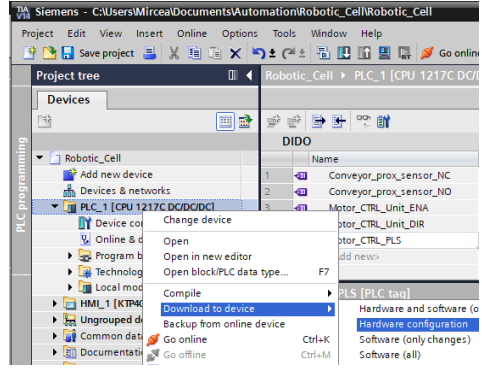 TIA V14 Siemens - C:\Users\Mircea\Documents\Automation\Robotic_Cell\Robotic_Cell
Project Edit View Insert Online Options Tools Window Help
Save project Go online
Project tree
Robotic_Cell PLC_1 [CPU 1217C DC/
Devices
PLC programming
DIDO
Name
Robotic_Cell
Add new device
Devices & networks
PLC_1 [CPU 1217C DC/DC/DC]
Device co
Online & d
Program b
Technolog
Local mod
HMI_1 [KTP40
Ungrouped d
Common dat
Documentati
1 Conveyor_prox_sensor_NC
2 Conveyor_prox_sensor_NO
3 Motor_CTRL_Unit_ENA
otor_CTRL_Unit_DIR
otor_CTRL_PLS
dd new>
PLS [PLC tag]
Change device
Open
Open in new editor
Open block/PLC data type... F7
Compile
Download to device
Backup from online device
Go online Ctrl+K
Go offline Ctrl+M
Hardware and software (o
Hardware configuration
Software (only changes)
Software (all)